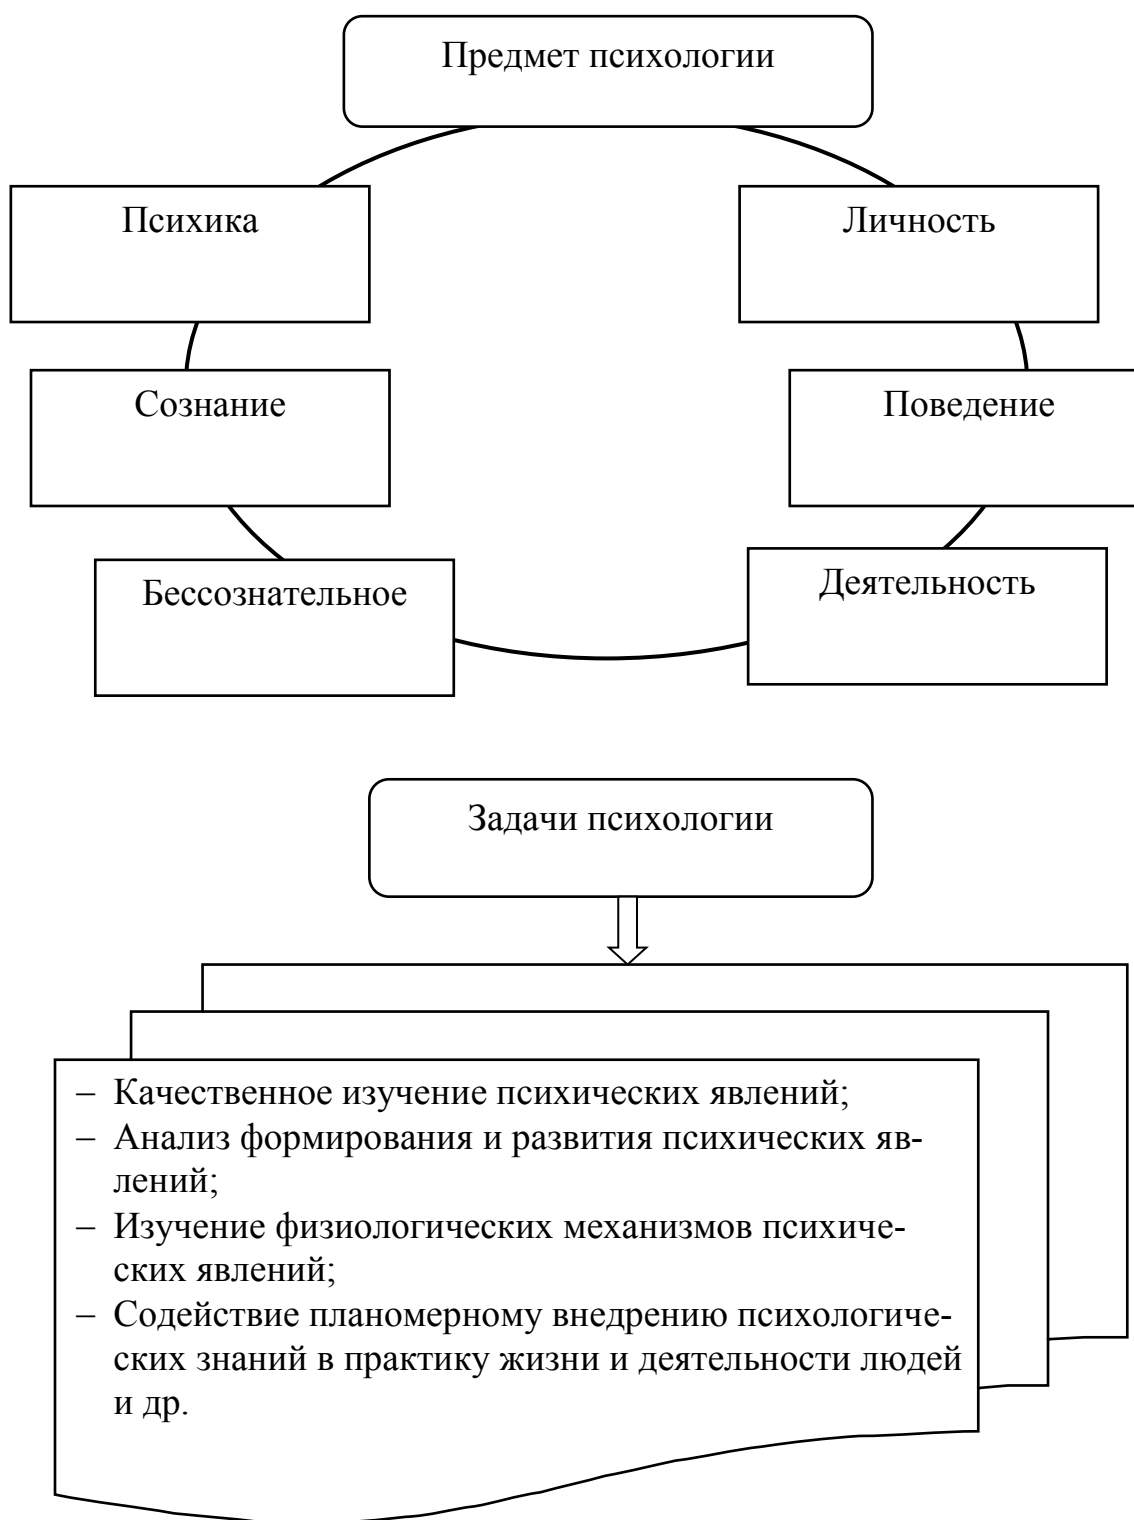 Предмет психологии
Психика
Личность
Сознание
Поведение
Бессознательное
Деятельность
Задачи психологии
– Качественное изучение психических явлений;
– Анализ формирования и развития психических яв-
лений;
– Изучение физиологических механизмов психиче-
ских явлений;
– Содействие планомерному внедрению психологиче-
ских знаний в практику жизни и деятельности людей
и др.